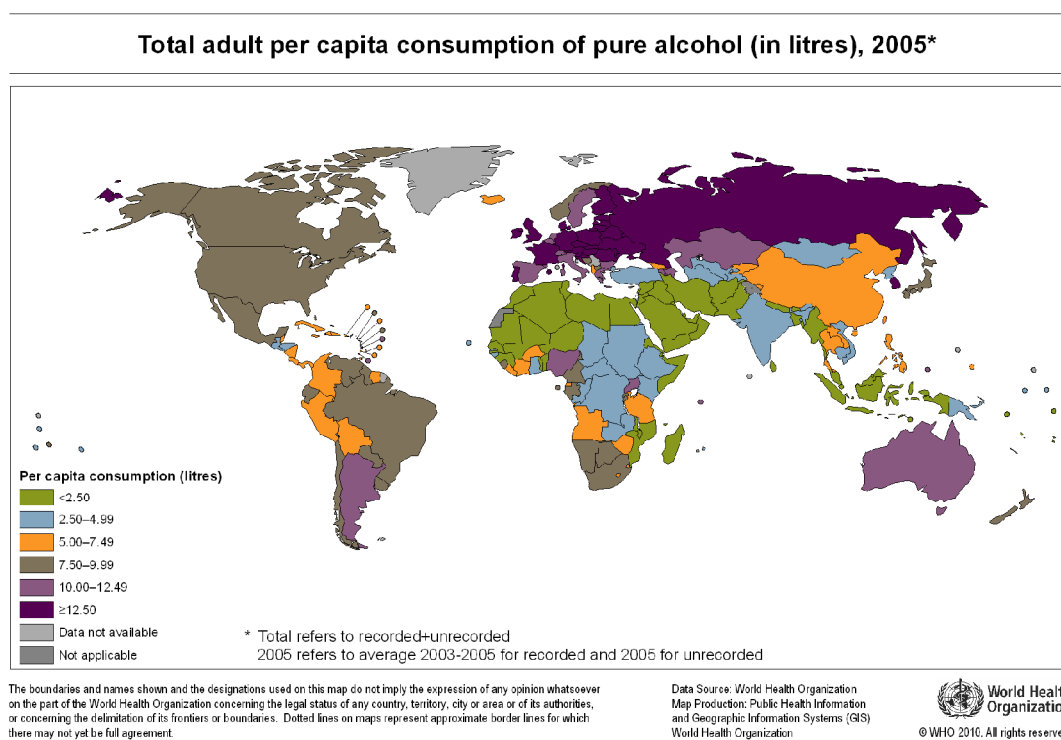 Total adult per capita consumption of pure alcohol (in litres), 2005*
Per capita consumption (litres)
<2.50
2.50–4.99
5.00–7.49
7.50–9.99
10.00–12.49
≥12.50
Data not available
Not applicable
* Total refers to recorded+unrecorded
2005 refers to average 2003-2005 for recorded and 2005 for unrecorded
The boundaries and names shown and the designations used on this map do not imply the expression of any opinion whatsoever
on the part of the World Health Organization concerning the legal status of any country, territory, city or area or of its authorities,
or concerning the delimitation of its frontiers or boundaries. Dotted lines on maps represent approximate border lines for which
there may not yet be full agreement.
Data Source: World Health Organization
Map Production: Public Health Information
and Geographic Information Systems (GIS)
World Health Organization
World Healt
Organizatio
© WHO 2010. All rights reserve